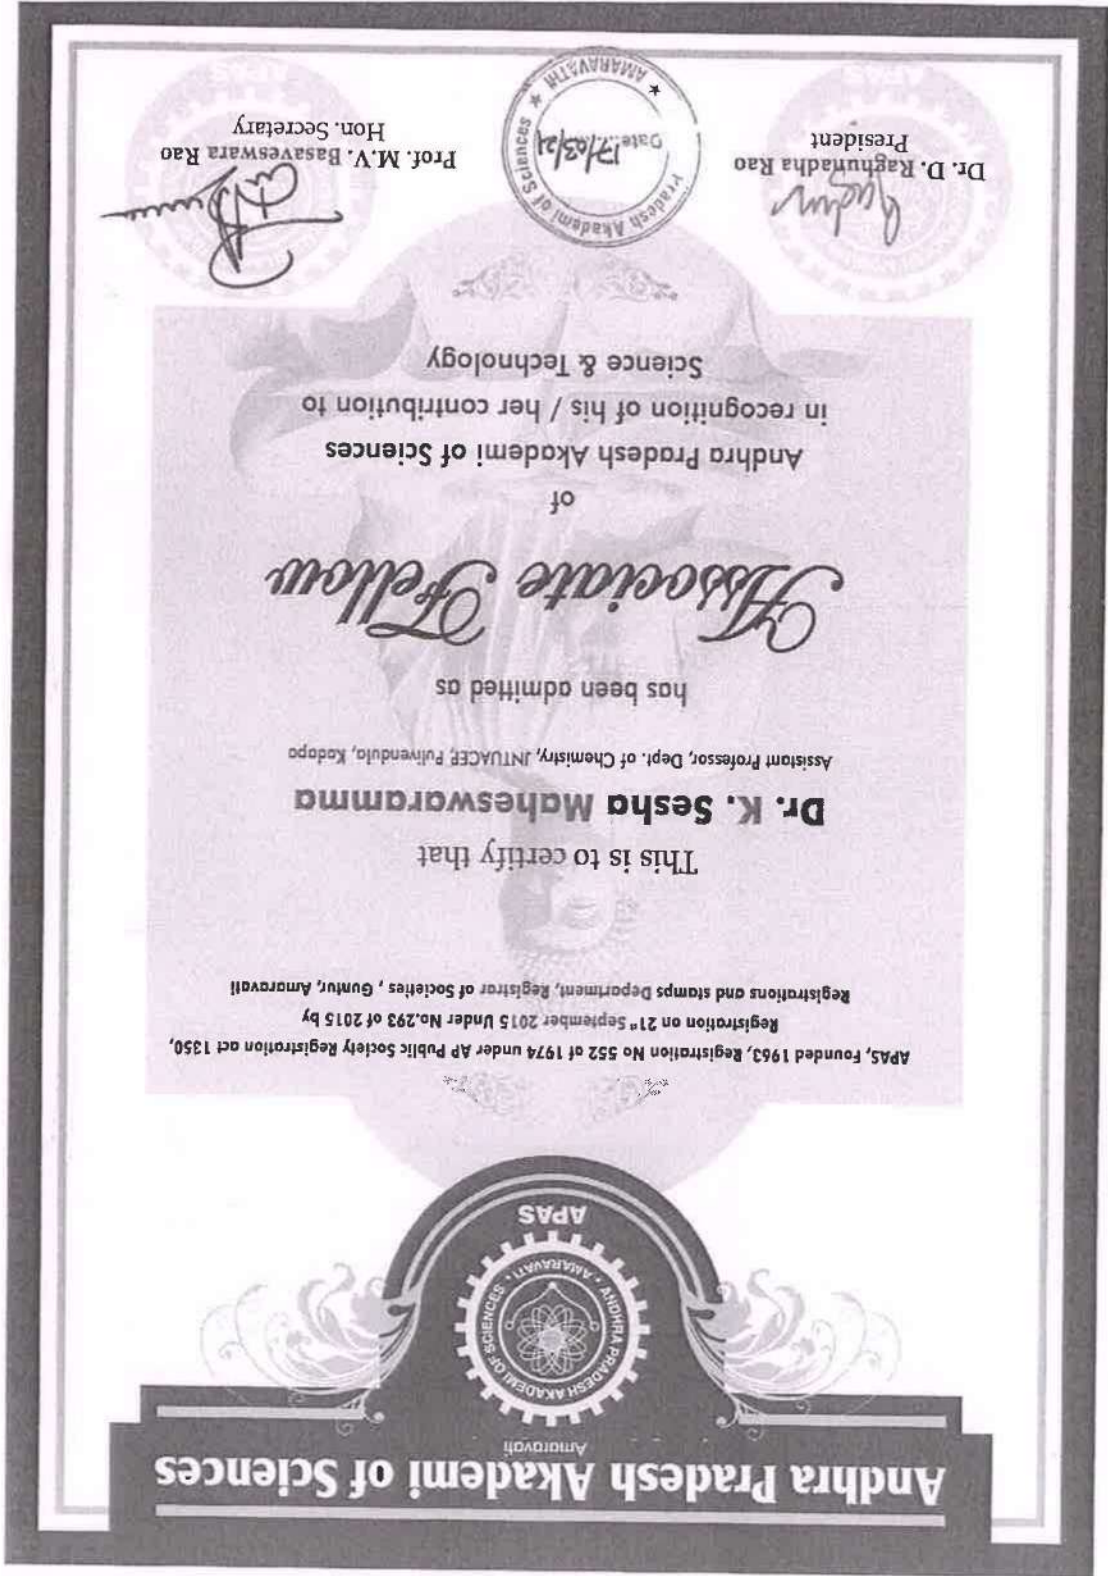 Andhra Pradesh Akademi of Sciences
Amaravati
ANDHRA PRADESH AKADEMI OF SCIENCES • AMARAVATI •
APAS
APAS, Founded 1963, Registration No 552 of 1974 under AP Public Society Registration act 1350,
Registration on 21st September 2015 Under No.293 of 2015 by
Registrations and stamps Department, Registrar of Societies , Guntur, Amaravati
This is to certify that
Dr. K. Sesha Maheswaramma
Assistant Professor, Dept. of Chemistry, JNTUACEP, Pulivendula, Kadapa
has been admitted as
Associate Fellow
of
Andhra Pradesh Akademi of Sciences
in recognition of his / her contribution to
Science & Technology
Dr. D. Raghunadha Rao
President
Pradesh Akademi of Sciences ★ AMARAVATHI ★
Date: 17/03/21
Prof. M.V. Basaveswara Rao
Hon. Secretary
APAS
APAS